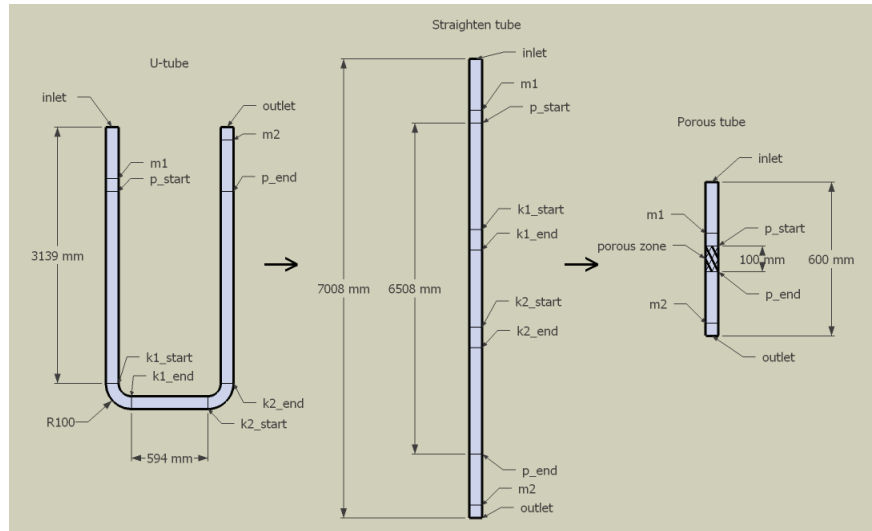 Straighten tube
U-tube
Porous tube
inlet
outlet
m2
m1
p_start
p_end
3139 mm
k1_start
k1_end
k2_end
k2_start
R100
594 mm
inlet
m1
p_start
k1_start
k1_end
7008 mm
6508 mm
k2_start
k2_end
p_end
m2
outlet
inlet
m1
p_start
porous zone
100 mm
600 mm
p_end
m2
outlet